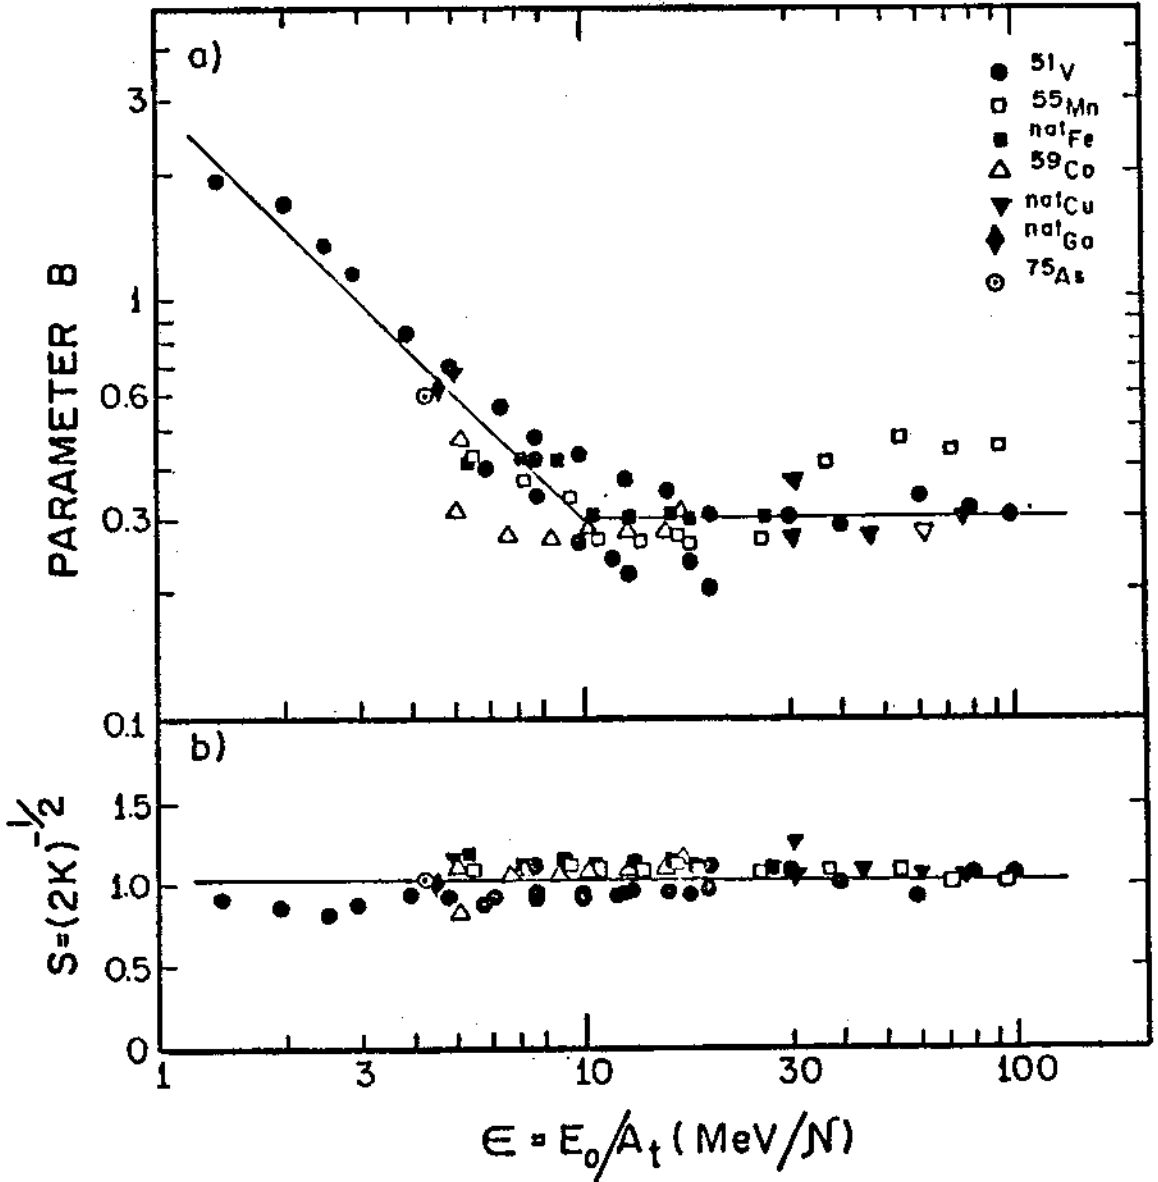 a)
51V
55Mn
natFe
59Co
natCu
natGa
75As
PARAMETER B
3
1
0.6
0.3
0.1
b)
S=(2K)^-1/2
1.5
1.0
0.5
0
1 3 10 30 100
ϵ = E0/At (MeV/N)